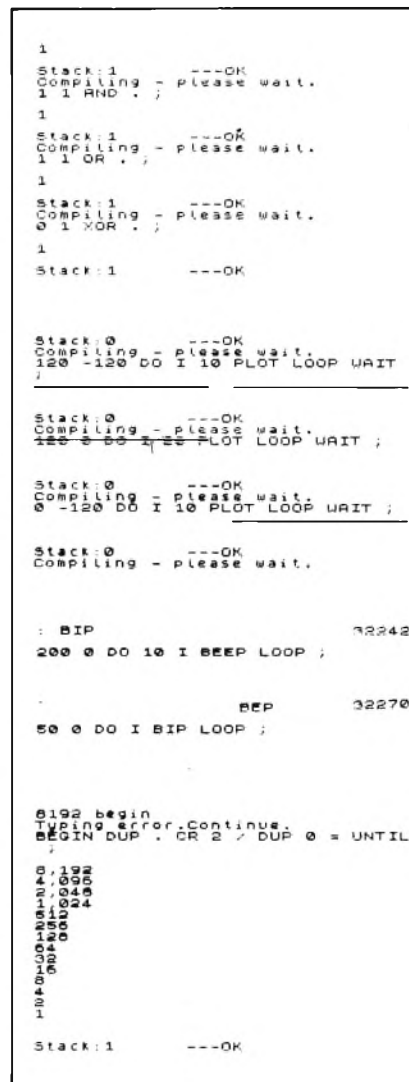 1
Stack:1 ---OK
Compiling - please wait.
1 1 AND . ;
1
Stack:1 ---OK
Compiling - please wait.
1 1 OR . ;
1
Stack:1 ---OK
Compiling - please wait.
0 1 XOR . ;
1
Stack:1 ---OK
Stack:0 ---OK
Compiling - please wait.
120 -120 DO I 10 PLOT LOOP WAIT
;
Stack:0 ---OK
Compiling - please wait.
120 0 DO I 22 PLOT LOOP WAIT ;
Stack:0 ---OK
Compiling - please wait.
0 -120 DO I 10 PLOT LOOP WAIT ;
Stack:0 ---OK
Compiling - please wait.
: BIP 32242
200 0 DO 10 I BEEP LOOP ;
BEP 32270
50 0 DO I BIP LOOP ;
8192 begin
Typing error.Continue.
BEGIN DUP . CR 2 / DUP 0 = UNTIL
;
8,192
4,096
2,048
1,024
512
256
128
64
32
16
8
4
2
1
Stack:1 ---OK